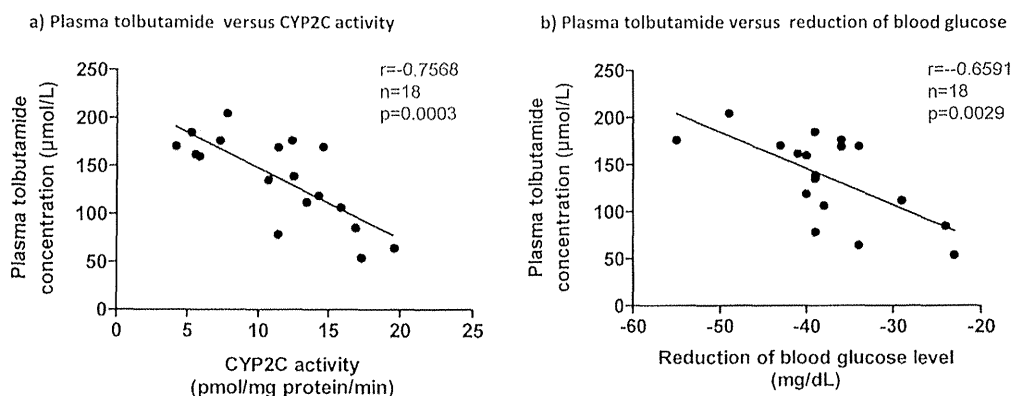 a) Plasma tolbutamide versus CYP2C activity
r=-0.7568
n=18
p=0.0003
250
200
150
100
50
0
Plasma tolbutamide
concentration (μmol/L)
0 5 10 15 20 25
CYP2C activity
(pmol/mg protein/min)
b) Plasma tolbutamide versus reduction of blood glucose
r=--0.6591
n=18
p=0.0029
250
200
150
100
50
0
Plasma tolbutamide
concentration (μmol/L)
-60 -50 -40 -30 -20
Reduction of blood glucose level
(mg/dL)